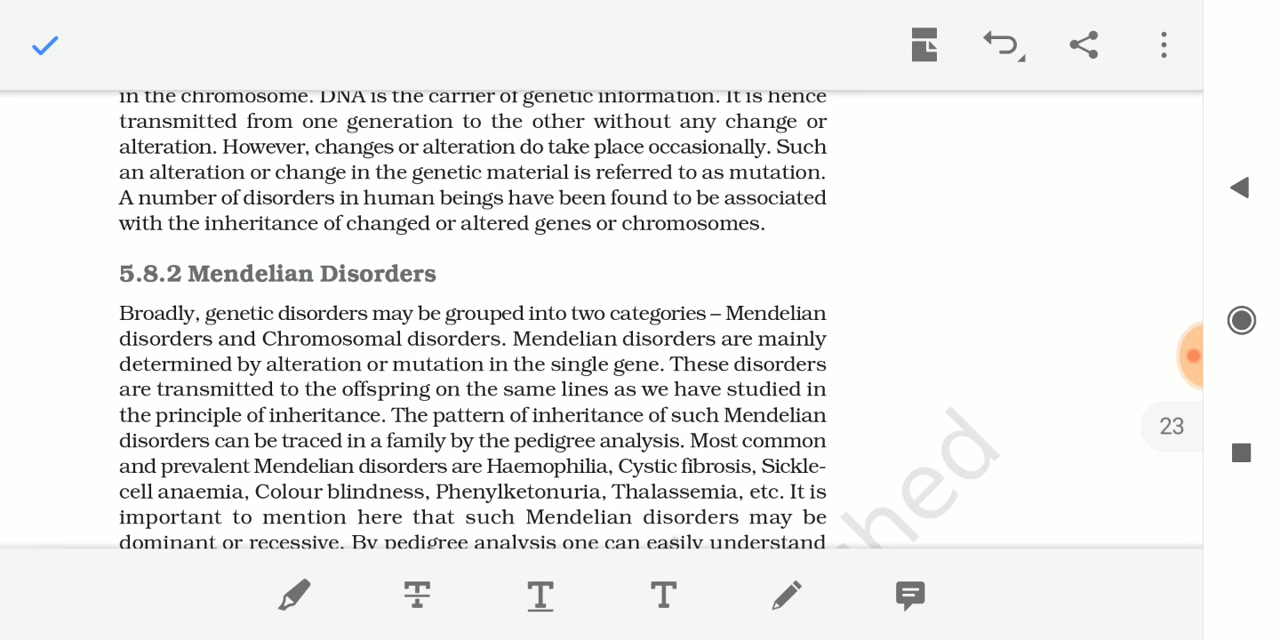 in the chromosome. DNA is the carrier of genetic information. It is hence
transmitted from one generation to the other without any change or
alteration. However, changes or alteration do take place occasionally. Such
an alteration or change in the genetic material is referred to as mutation.
A number of disorders in human beings have been found to be associated
with the inheritance of changed or altered genes or chromosomes.
5.8.2 Mendelian Disorders
Broadly, genetic disorders may be grouped into two categories – Mendelian
disorders and Chromosomal disorders. Mendelian disorders are mainly
determined by alteration or mutation in the single gene. These disorders
are transmitted to the offspring on the same lines as we have studied in
the principle of inheritance. The pattern of inheritance of such Mendelian
disorders can be traced in a family by the pedigree analysis. Most common
and prevalent Mendelian disorders are Haemophilia, Cystic fibrosis, Sickle-
cell anaemia, Colour blindness, Phenylketonuria, Thalassemia, etc. It is
important to mention here that such Mendelian disorders may be
dominant or recessive. By pedigree analysis one can easily understand
23
hed
T
T
T